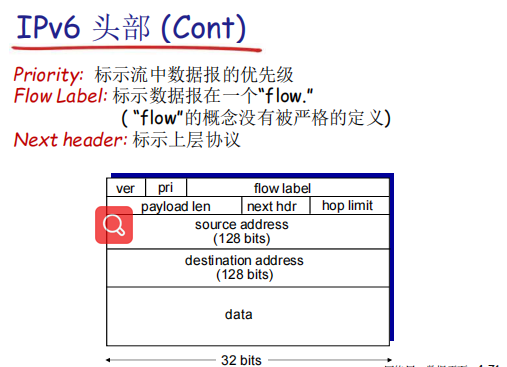 IPv6 头部 (Cont)
Priority: 标示流中数据报的优先级
Flow Label: 标示数据报在一个“flow.”
( “flow”的概念没有被严格的定义)
Next header: 标示上层协议
ver pri flow label
payload len next hdr hop limit
source address
(128 bits)
destination address
(128 bits)
data
32 bits